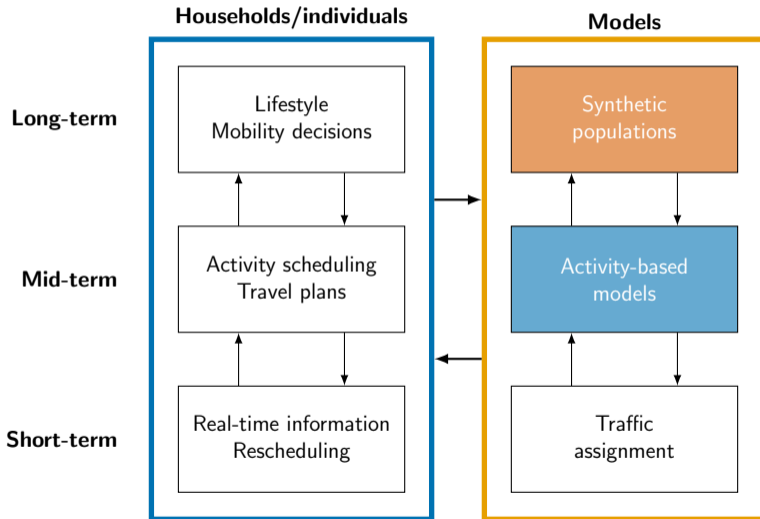 Households/individuals
Models
Long-term
Lifestyle
Mobility decisions
Synthetic
populations
Mid-term
Activity scheduling
Travel plans
Activity-based
models
Short-term
Real-time information
Rescheduling
Traffic
assignment